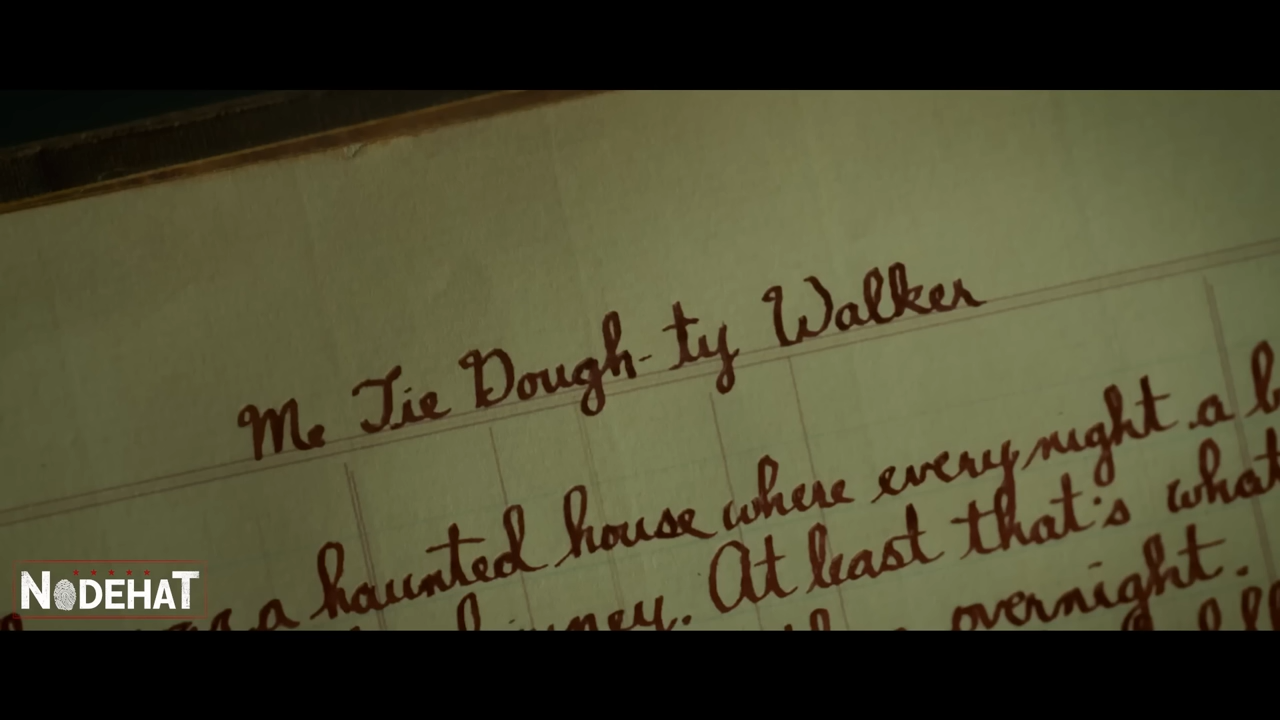 Me Tie Dough-ty Walker
a haunted house where every night a
At least that's what
overnight.
NODEHAT